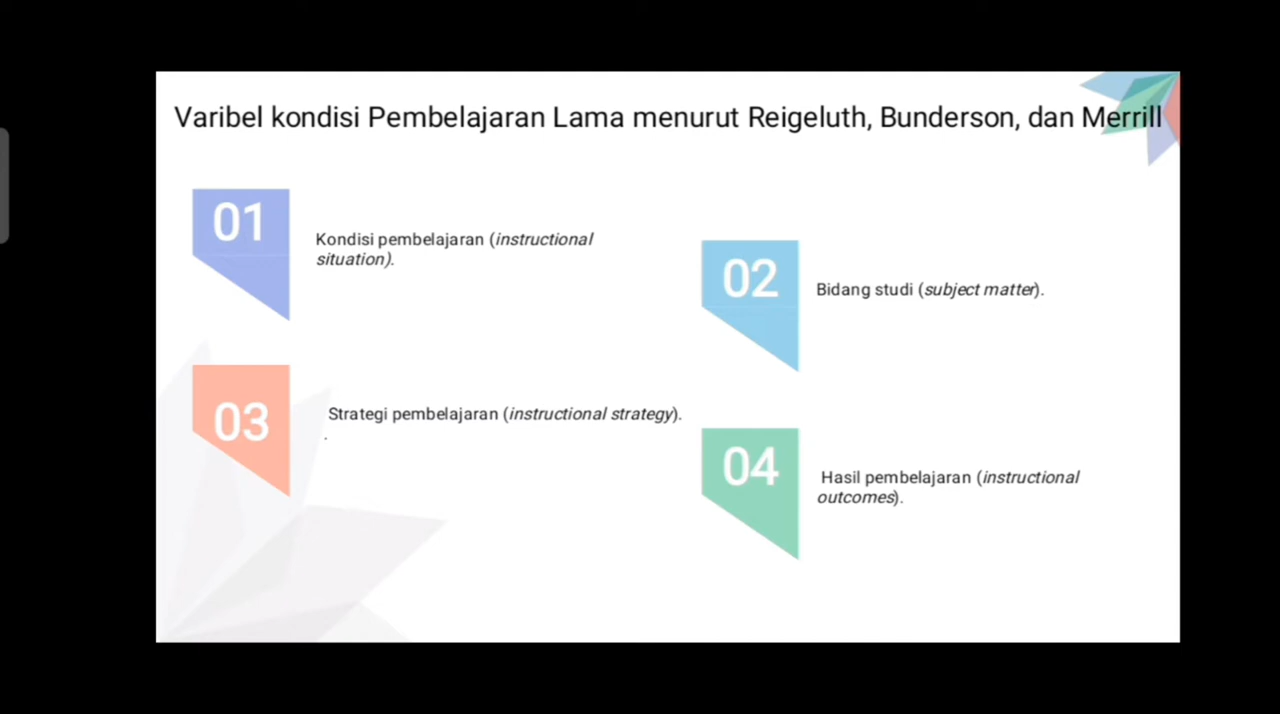 Varibel kondisi Pembelajaran Lama menurut Reigeluth, Bunderson, dan Merrill
01
Kondisi pembelajaran (instructional
situation).
02
Bidang studi (subject matter).
03
Strategi pembelajaran (instructional strategy).
.
04
Hasil pembelajaran (instructional
outcomes).